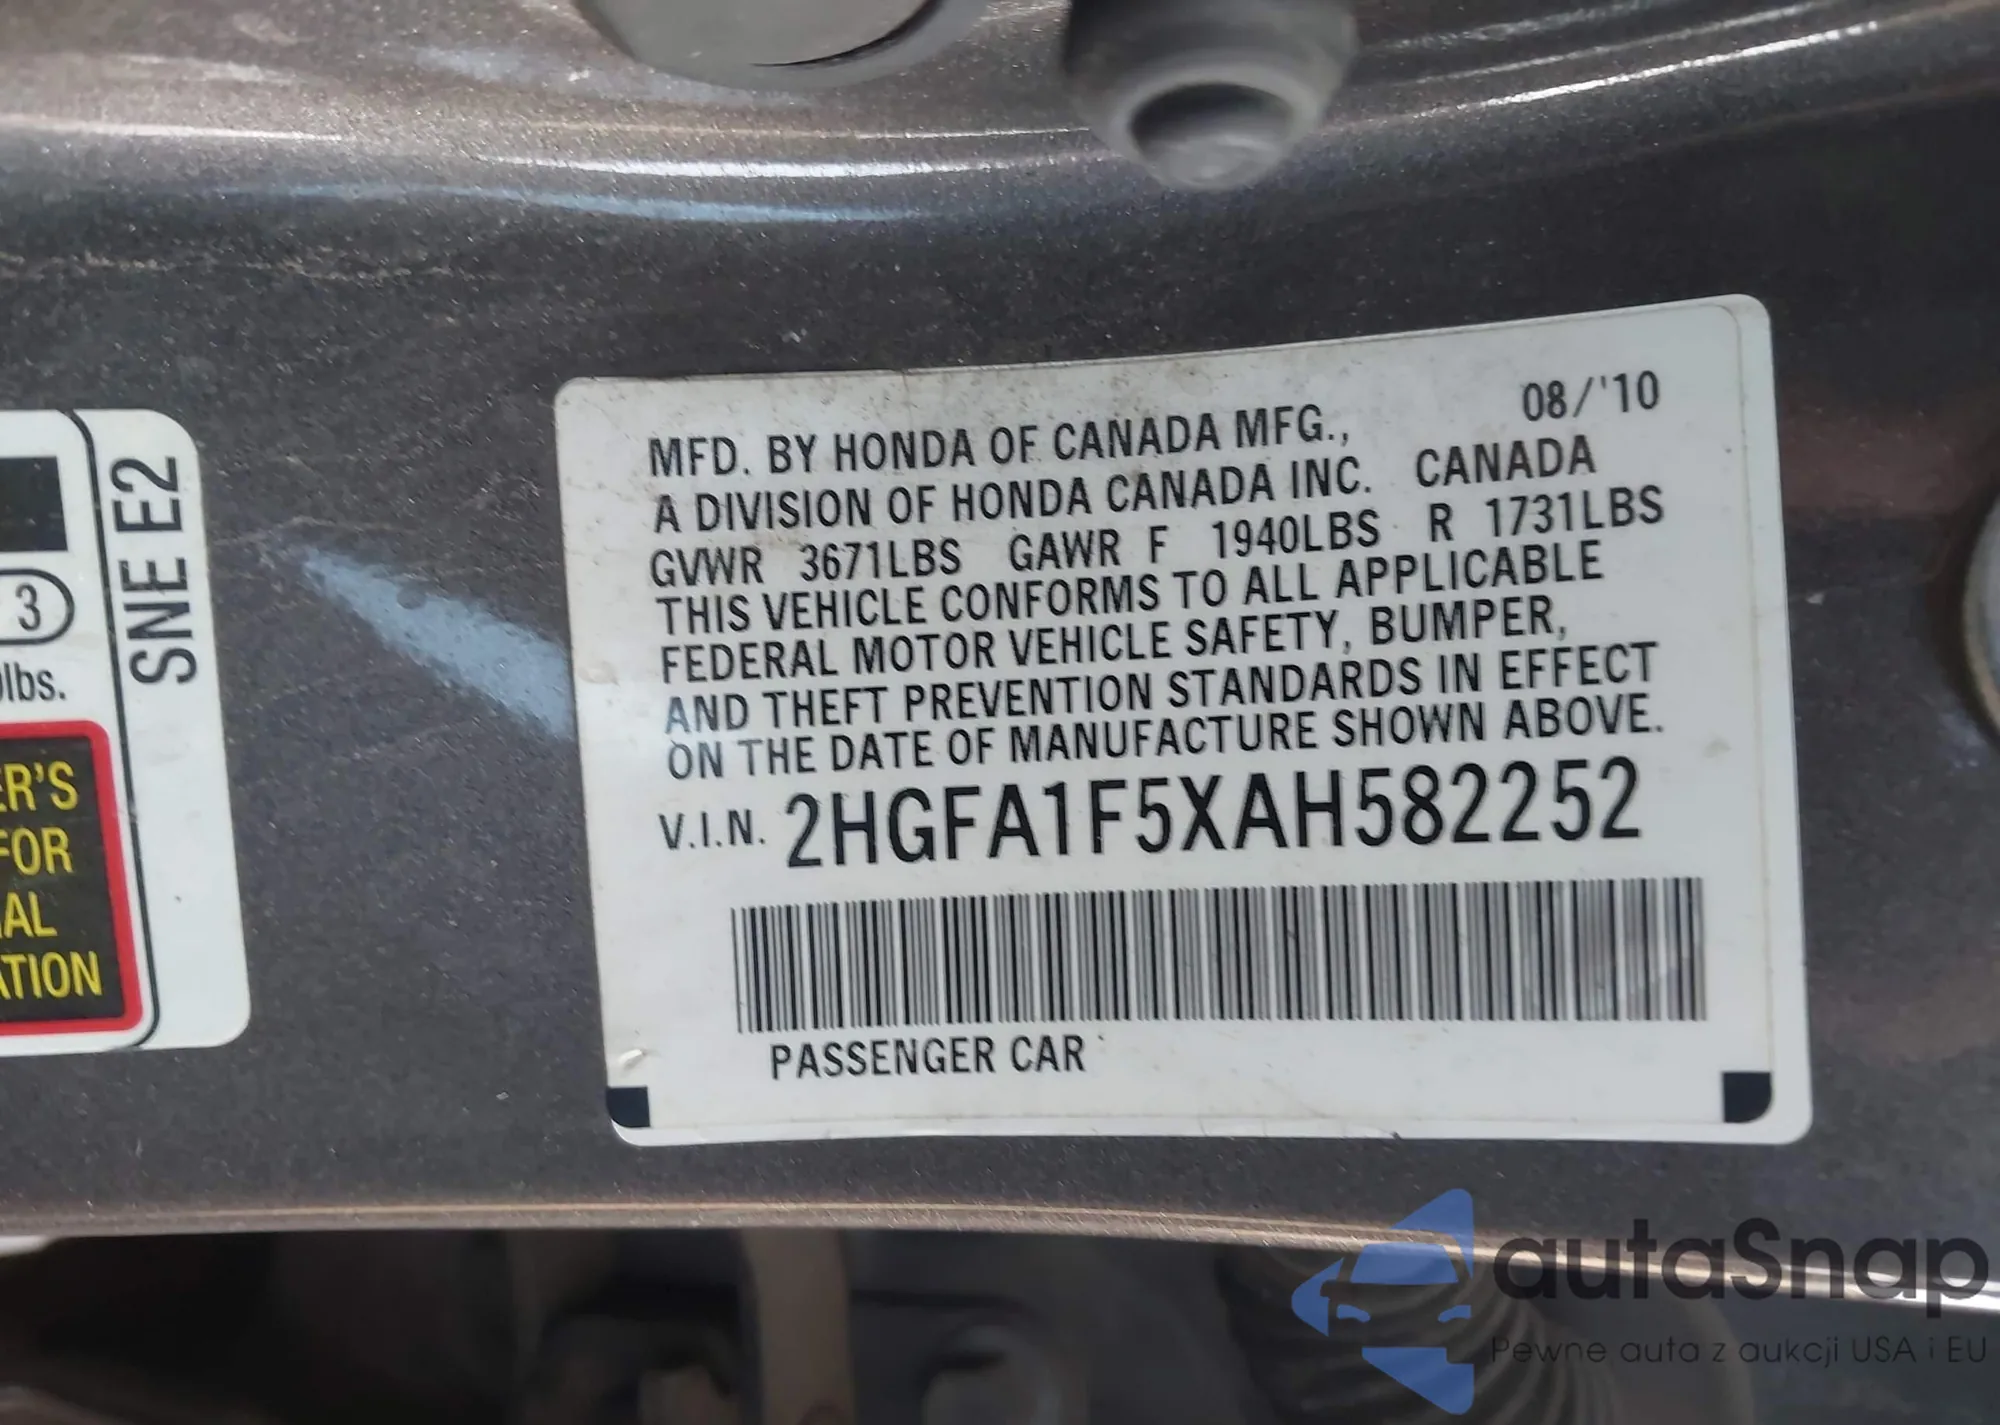 08/'10
MFD. BY HONDA OF CANADA MFG.,
A DIVISION OF HONDA CANADA INC. CANADA
GVWR 3671LBS GAWR F 1940LBS R 1731LBS
THIS VEHICLE CONFORMS TO ALL APPLICABLE
FEDERAL MOTOR VEHICLE SAFETY, BUMPER,
AND THEFT PREVENTION STANDARDS IN EFFECT
ON THE DATE OF MANUFACTURE SHOWN ABOVE.
V.I.N. 2HGFA1F5XAH582252
PASSENGER CAR
SNE E2
3
lbs.
ER'S
FOR
AL
ATION
autaSnap
Pewne auta z aukcji USA i EU